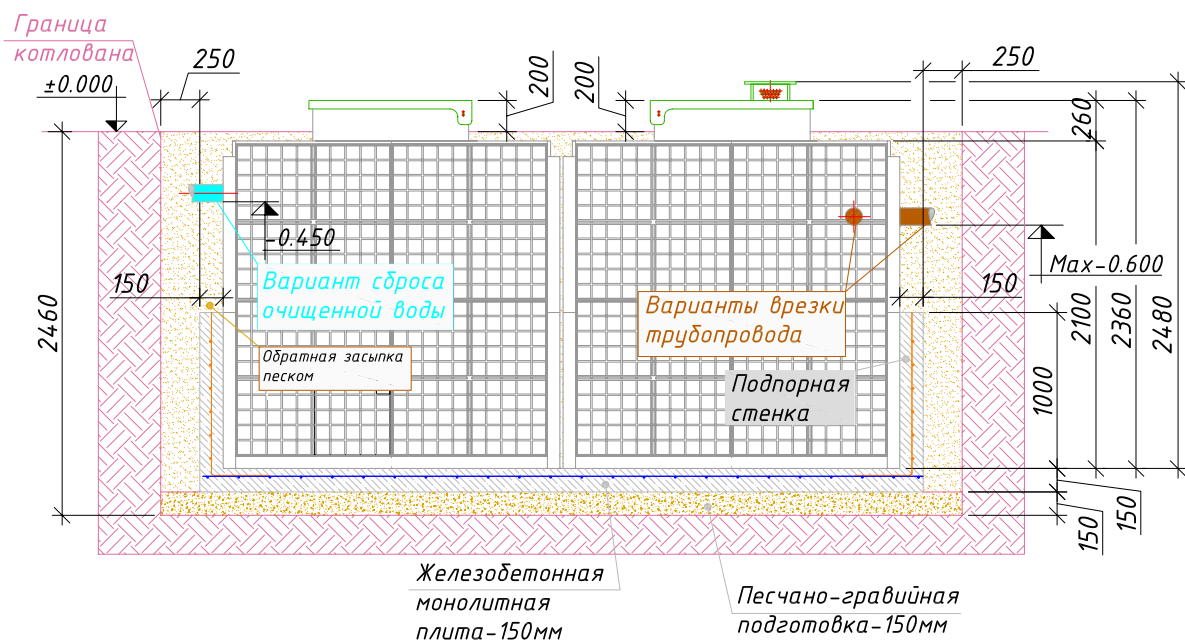 Граница
котлована
±0.000
250
200
200
250
260
-0.450
Max-0.600
Вариант сброса
очищенной воды
150
150
Варианты врезки
трубопровода
2460
2100
2360
2480
Обратная засыпка
песком
Подпорная
стенка
1000
150
150
Железобетонная
монолитная
плита-150мм
Песчано-гравийная
подготовка-150мм